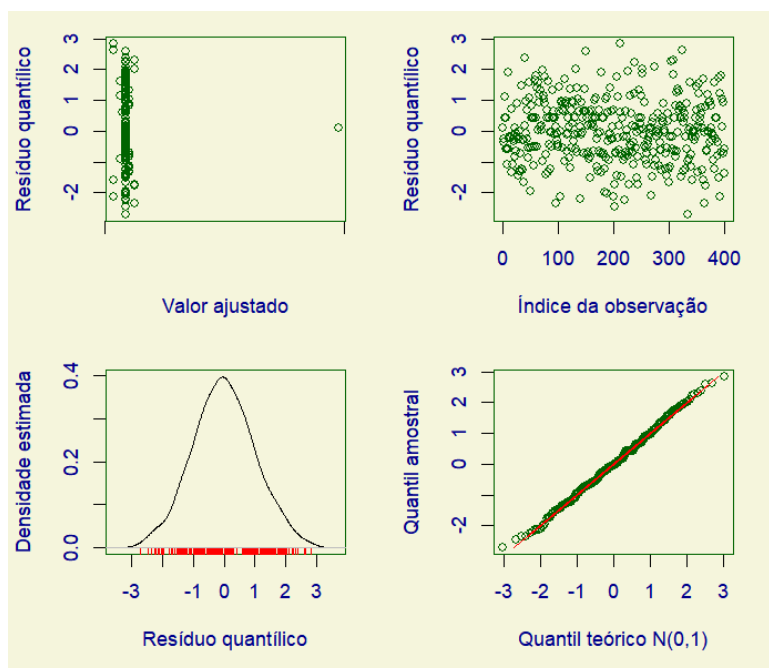 Resíduo quantílico
3
2
1
0
-2
Valor ajustado
Resíduo quantílico
3
2
1
0
-2
0 100 200 300 400
Índice da observação
Densidade estimada
0.4
0.2
0.0
-3 -2 -1 0 1 2 3
Resíduo quantílico
Quantil amostral
3
2
1
0
-2
-3 -2 -1 0 1 2 3
Quantil teórico N(0,1)